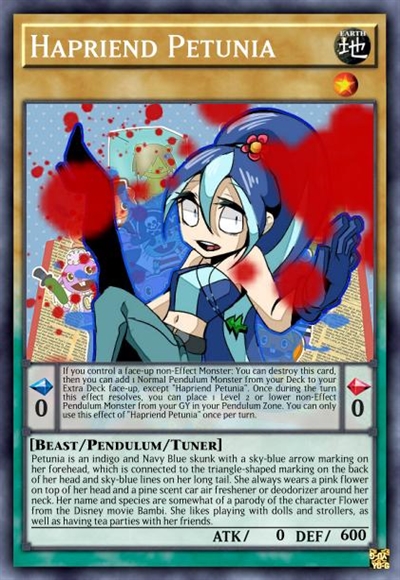 Hapriend Petunia
EARTH
地
If you control a face-up non-Effect Monster: You can destroy this card,
then you can add 1 Normal Pendulum Monster from your Deck to your
Extra Deck face-up, except "Hapriend Petunia". Once during the turn
this effect resolves, you can place 1 Level 2 or lower non-Effect
Pendulum Monster from your GY in your Pendulum Zone. You can only
use this effect of "Hapriend Petunia" once per turn.
0
0
[Beast/Pendulum/Tuner]
Petunia is an indigo and Navy Blue skunk with a sky-blue arrow marking on
her forehead, which is connected to the triangle-shaped marking on the back
of her head and sky-blue lines on her long tail. She always wears a pink flower
on top of her head and a pine scent car air freshener or deodorizer around her
neck. Her name and species are somewhat of a parody of the character Flower
from the Disney movie Bambi. She likes playing with dolls and strollers, as
well as having tea parties with her friends.
ATK/ 0 DEF/ 600